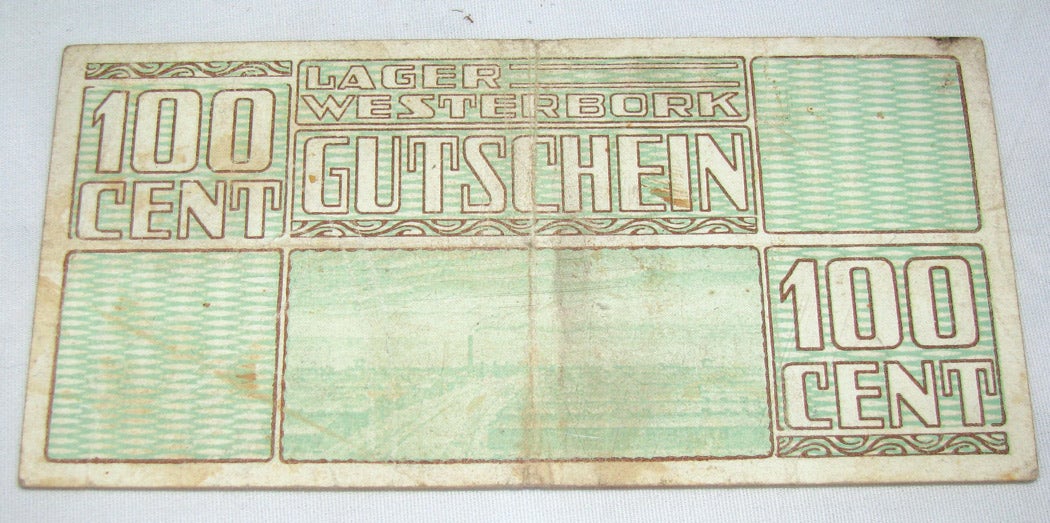 100
CENT
LAGER
WESTERBORK
GUTSCHEIN
100
CENT